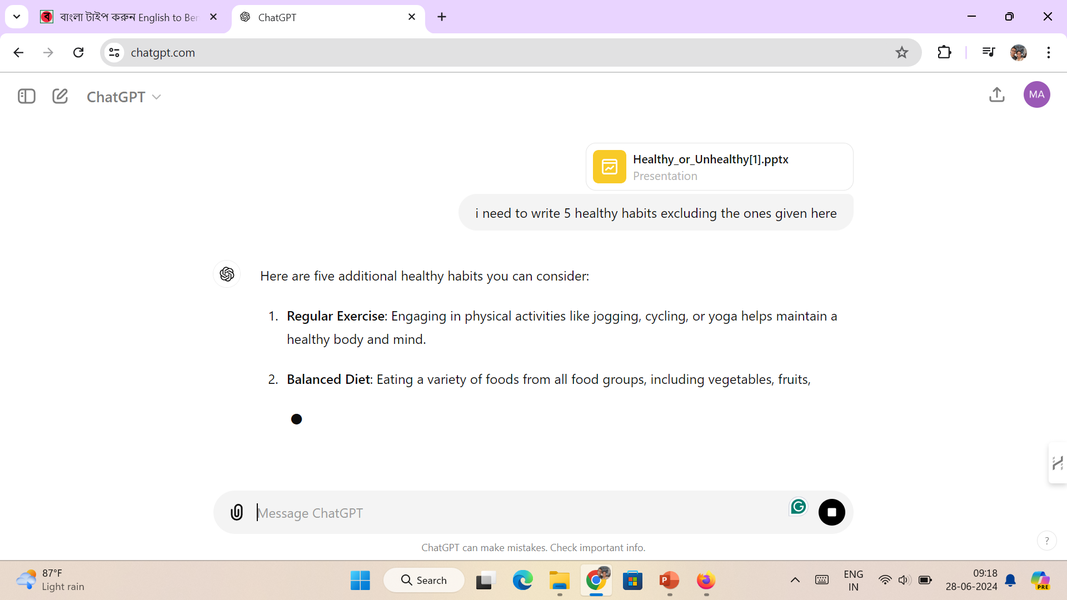 বাংলা টাইপ করুন English to Ber
ChatGPT
chatgpt.com
ChatGPT
MA
Healthy_or_Unhealthy[1].pptx
Presentation
i need to write 5 healthy habits excluding the ones given here
Here are five additional healthy habits you can consider:
1. Regular Exercise: Engaging in physical activities like jogging, cycling, or yoga helps maintain a
healthy body and mind.
2. Balanced Diet: Eating a variety of foods from all food groups, including vegetables, fruits,
Message ChatGPT
ChatGPT can make mistakes. Check important info.
?
87°F
Light rain
Search
ENG
IN
09:18
28-06-2024
PRE